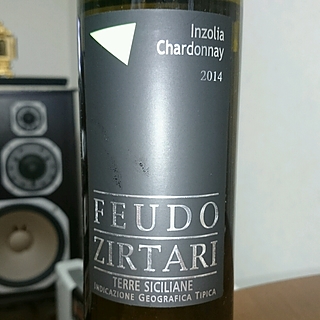 Inzolia
Chardonnay
2014
FEUDO
ZIRTARI
TERRE SICILIANE
INDICAZIONE GEOGRAFICA TIPICA